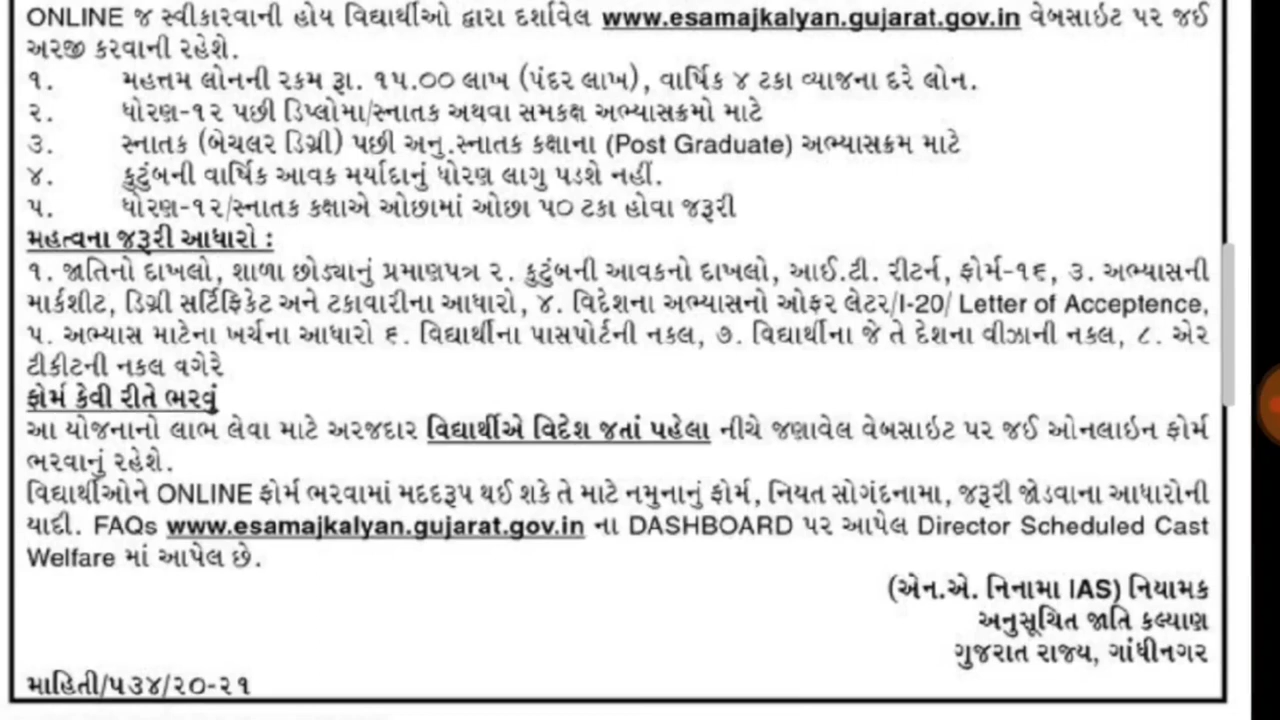 ONLINE જ સ્વીકારવાની હોય વિદ્યાર્થીઓ દ્વારા દર્શાવેલ www.esamajkalyan.gujarat.gov.in વેબસાઇટ પર જઈ
અરજી કરવાની રહેશે.
૧. મહત્તમ લોનની રકમ રૂા. ૧૫.૦૦ લાખ (પંદર લાખ), વાર્ષિક ૪ ટકા વ્યાજના દરે લોન.
૨. ધોરણ-૧૨ પછી ડિપ્લોમા/સ્નાતક અથવા સમકક્ષ અભ્યાસક્રમો માટે
૩. સ્નાતક (બેચલર ડિગ્રી) પછી અનુ.સ્નાતક કક્ષાના (Post Graduate) અભ્યાસક્રમ માટે
૪. કુટુંબની વાર્ષિક આવક મર્યાદાનું ધોરણ લાગુ પડશે નહીં.
૫. ધોરણ-૧૨/સ્નાતક કક્ષાએ ઓછામાં ઓછા ૫૦ ટકા હોવા જરૂરી
મહત્વના જરૂરી આધારો :
૧. જાતિનો દાખલો, શાળા છોડ્યાનું પ્રમાણપત્ર ૨. કુટુંબની આવકનો દાખલો, આઈ.ટી. રીટર્ન, ફોર્મ-૧૬, ૩. અભ્યાસની
માર્કશીટ, ડિગ્રી સર્ટિફિકેટ અને ટકાવારીના આધારો, ૪. વિદેશના અભ્યાસનો ઓફર લેટર/I-20/ Letter of Acceptence,
૫. અભ્યાસ માટેના ખર્ચના આધારો ૬. વિદ્યાર્થીના પાસપોર્ટની નકલ, ૭. વિદ્યાર્થીના જે તે દેશના વીઝાની નકલ, ૮. એર
ટીકીટની નકલ વગેરે
ફોર્મ કેવી રીતે ભરવું
આ યોજનાનો લાભ લેવા માટે અરજદાર વિદ્યાર્થીએ વિદેશ જતાં પહેલા નીચે જણાવેલ વેબસાઇટ પર જઈ ઓનલાઇન ફોર્મ
ભરવાનું રહેશે.
વિદ્યાર્થીઓને ONLINE ફોર્મ ભરવામાં મદદરૂપ થઈ શકે તે માટે નમુનાનું ફોર્મ, નિયત સોગંદનામા, જરૂરી જોડવાના આધારોની
યાદી. FAQs www.esamajkalyan.gujarat.gov.in ના DASHBOARD પર આપેલ Director Scheduled Cast
Welfare માં આપેલ છે.
(એન.એ. નિનામા IAS) નિયામક
અનુસૂચિત જાતિ કલ્યાણ
ગુજરાત રાજ્ય, ગાંધીનગર
માહિતી/૫૩૪/૨૦-૨૧